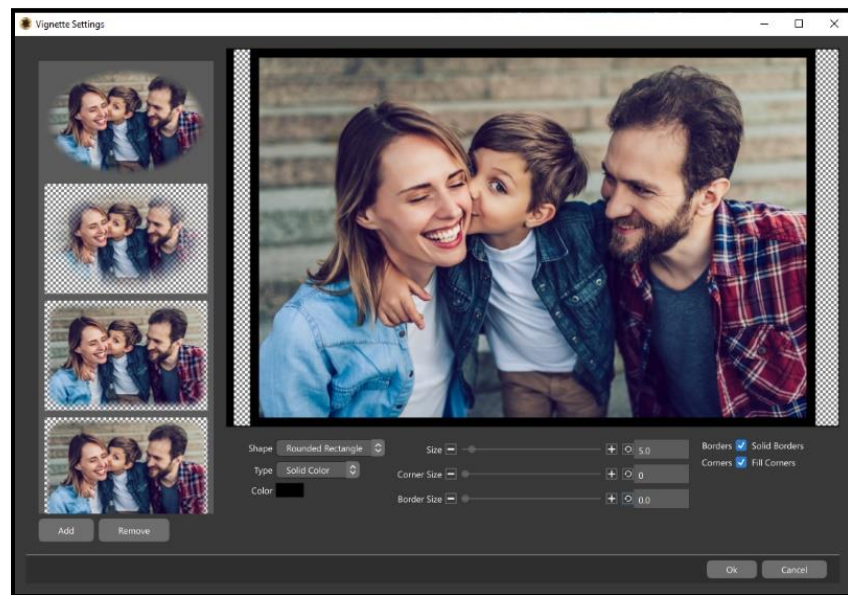 Vignette Settings
Shape Rounded Rectangle
Type Solid Color
Color
Size 5.0
Corner Size 0
Border Size 0.0
Borders Solid Borders
Corners Fill Corners
Add Remove
Ok Cancel